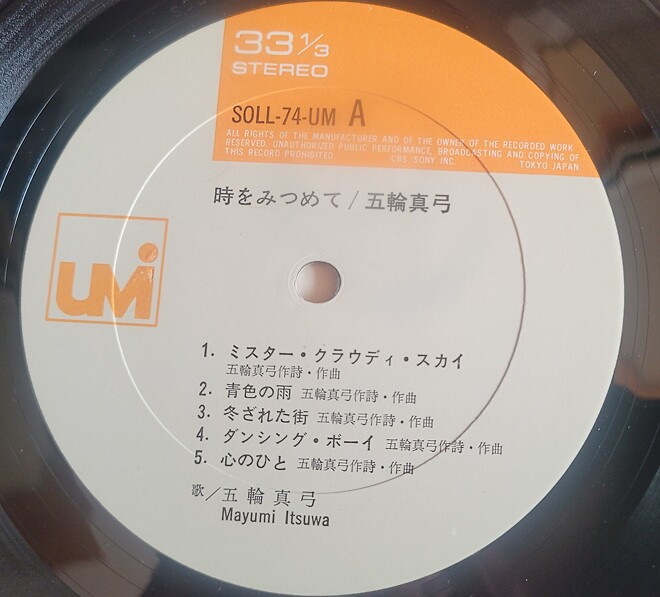 33 1/3
STEREO
SOLL-74-UM A
ALL RIGHTS OF THE MANUFACTURER AND OF THE OWNER OF THE RECORDED WORK
RESERVED. UNAUTHORIZED PUBLIC PERFORMANCE, BROADCASTING AND COPYING OF
THIS RECORD PROHIBITED. CBS SONY INC. TOKYO JAPAN.
時をみつめて/五輪真弓
UMi
1. ミスター・クラウディ・スカイ
五輪真弓作詩・作曲
2. 青色の雨 五輪真弓作詩・作曲
3. 冬ざれた街 五輪真弓作詩・作曲
4. ダンシング・ボーイ 五輪真弓作詩・作曲
5. 心のひと 五輪真弓作詩・作曲
歌/五輪真弓
Mayumi Itsuwa